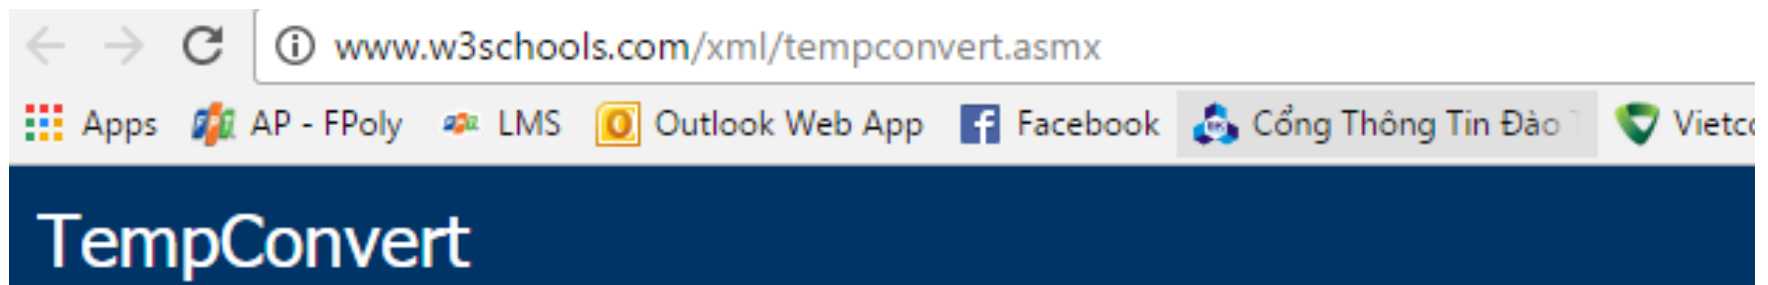 www.w3schools.com/xml/tempconvert.asmx
Apps AP - FPoly LMS Outlook Web App Facebook Cổng Thông Tin Đào Vietco
TempConvert